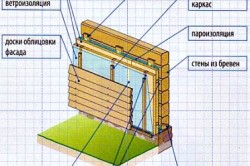 ветроизоляция
каркас
пароизоляция
доски облицовки
фасада
стены из бревен